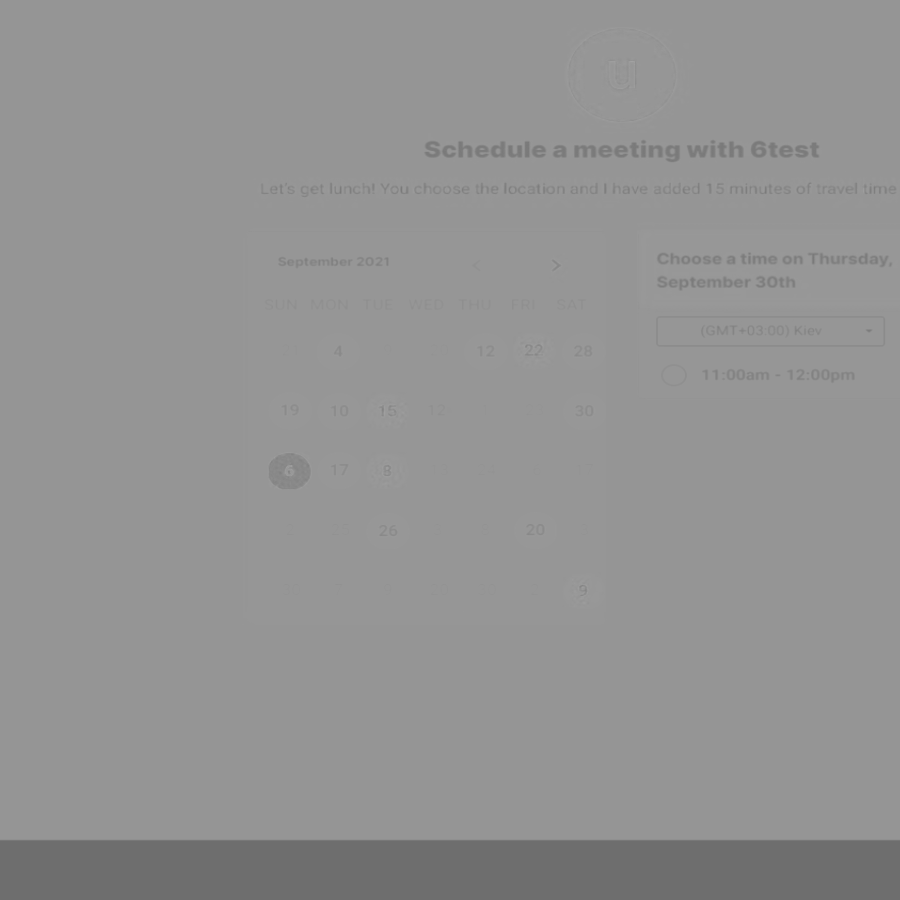 U
Schedule a meeting with 6test
Let's get lunch! You choose the location and I have added 15 minutes of travel time
September 2021
SUN MON TUE WED THU FRI SAT
4 12 22 28
19 10 15 12 30
6 17 8
26 20
9
Choose a time on Thursday,
September 30th
(GMT+03:00) Kiev
11:00am - 12:00pm